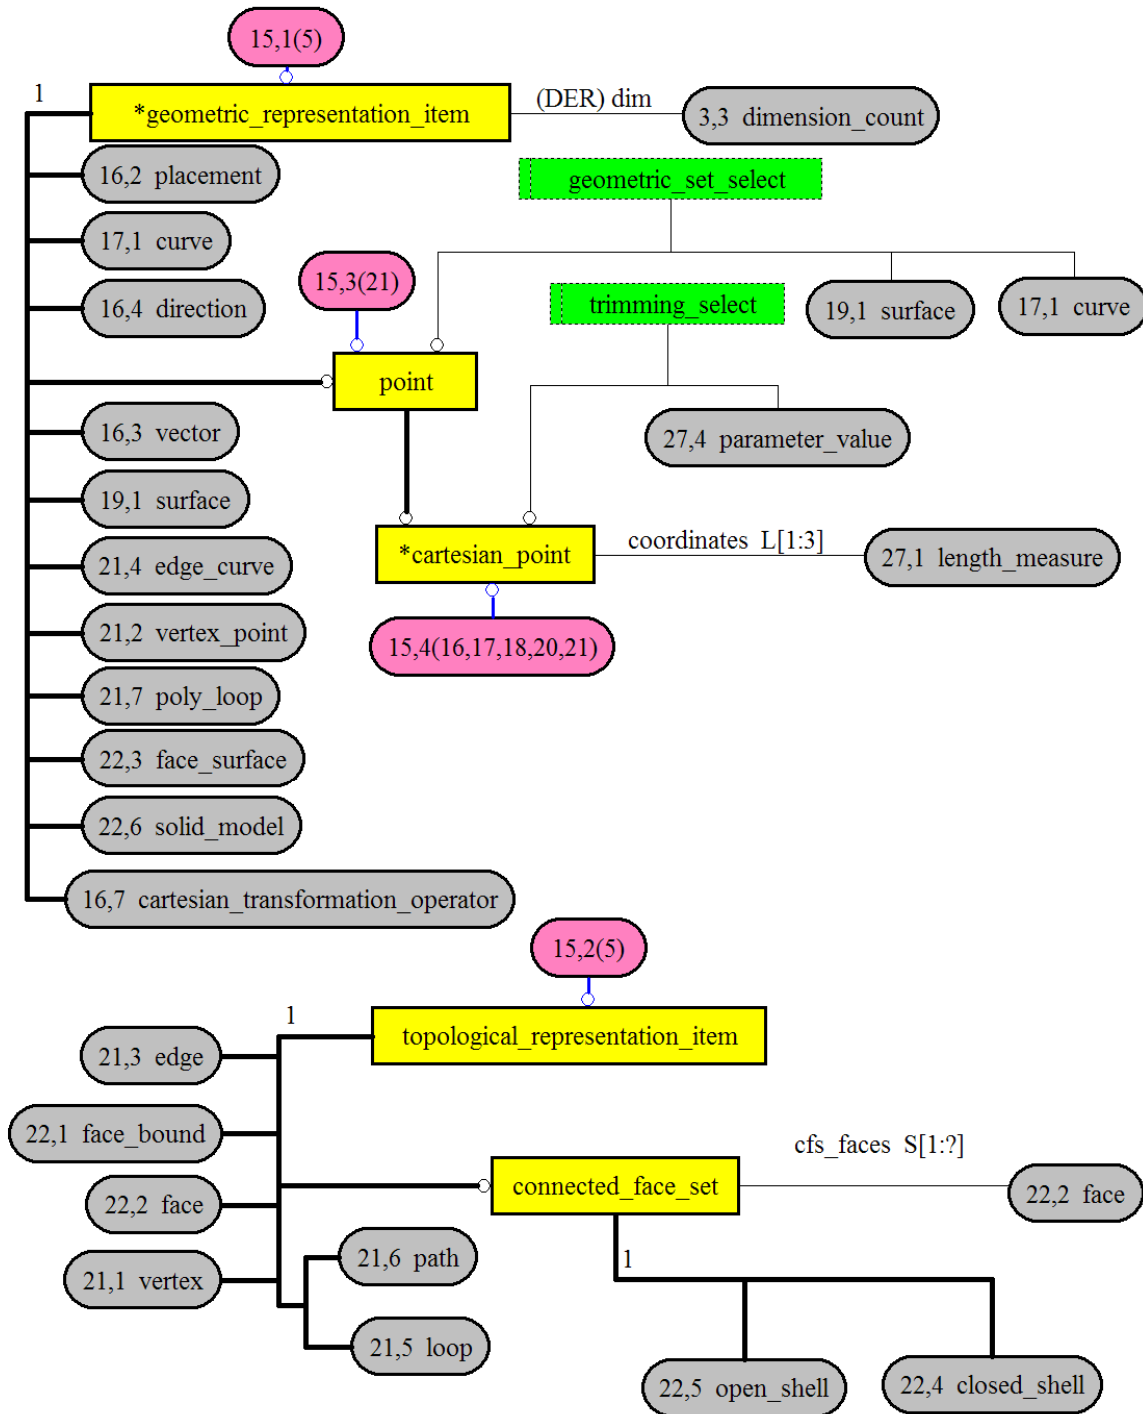 15,1(5)
1
*geometric_representation_item
(DER) dim
3,3 dimension_count
16,2 placement
geometric_set_select
17,1 curve
15,3(21)
16,4 direction
trimming_select
19,1 surface
17,1 curve
point
16,3 vector
27,4 parameter_value
19,1 surface
*cartesian_point
coordinates L[1:3]
27,1 length_measure
21,4 edge_curve
21,2 vertex_point
15,4(16,17,18,20,21)
21,7 poly_loop
22,3 face_surface
22,6 solid_model
16,7 cartesian_transformation_operator
15,2(5)
1
topological_representation_item
21,3 edge
22,1 face_bound
cfs_faces S[1:?]
connected_face_set
22,2 face
22,2 face
21,6 path
1
21,1 vertex
21,5 loop
22,5 open_shell
22,4 closed_shell